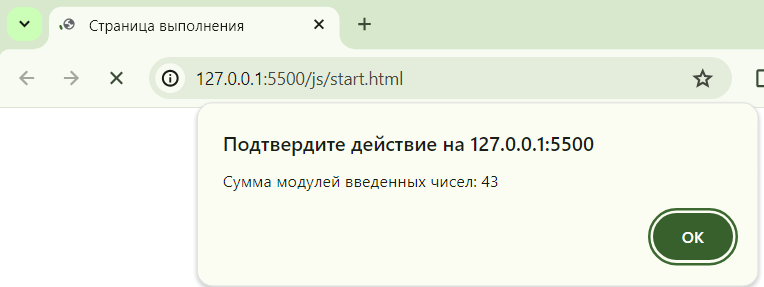 Страница выполнения
127.0.0.1:5500/js/start.html
Подтвердите действие на 127.0.0.1:5500
Сумма модулей введенных чисел: 43
ОК